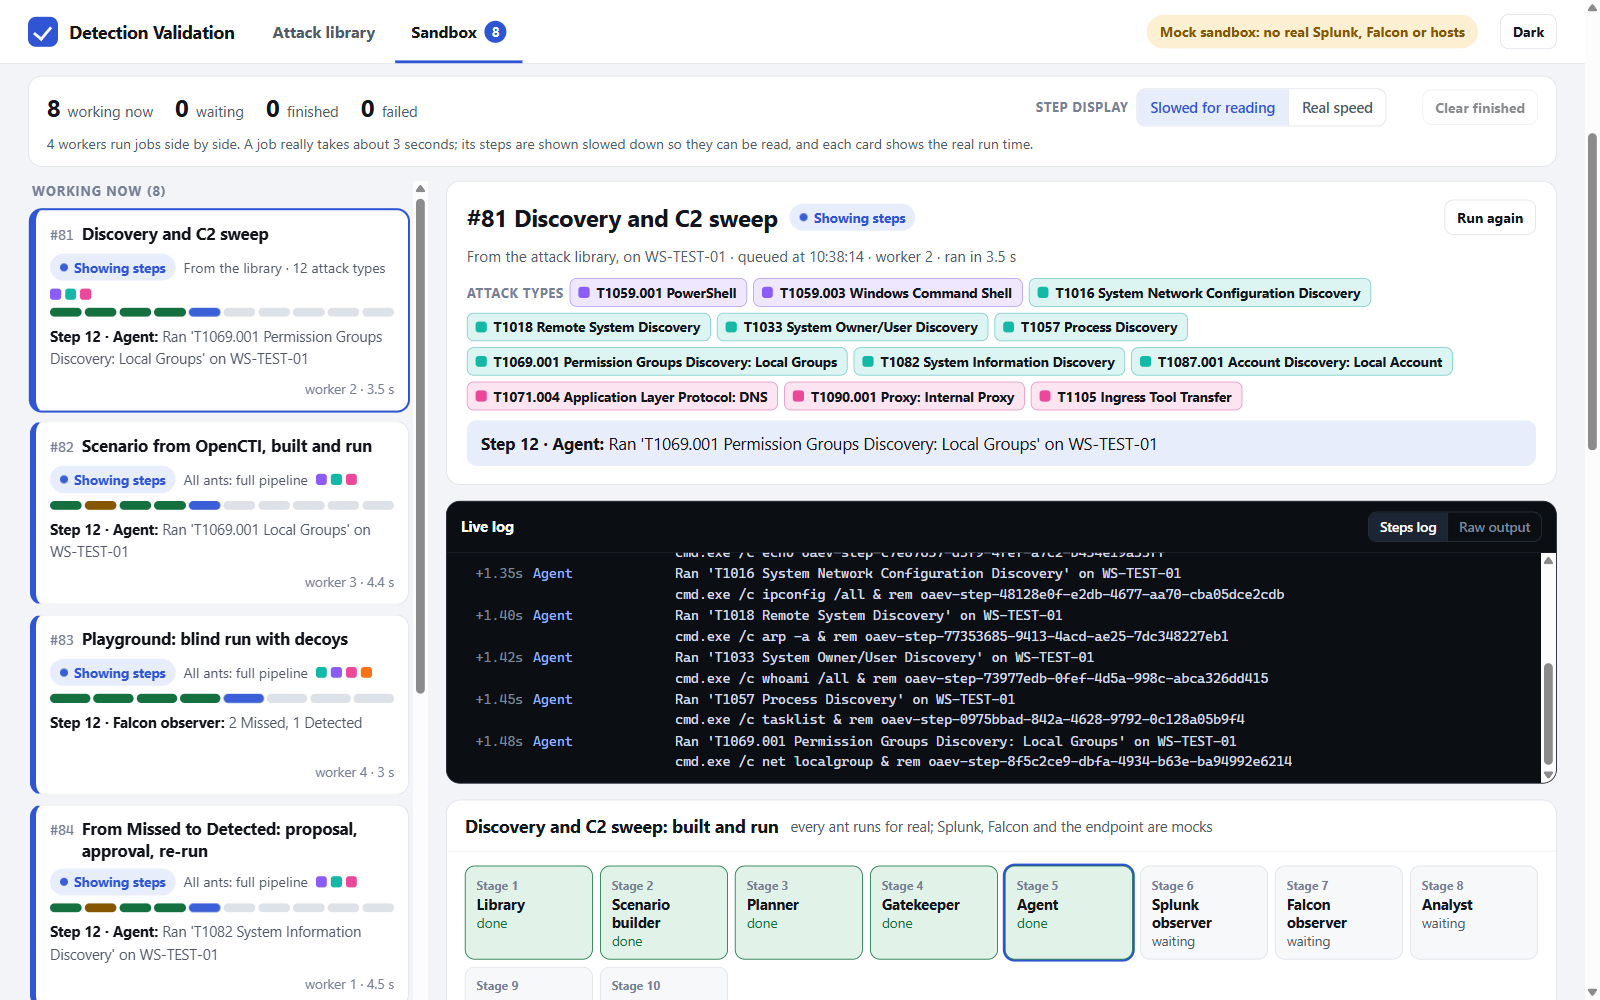 Detection Validation
Attack library
Sandbox 8
Mock sandbox: no real Splunk, Falcon or hosts
Dark
8 working now 0 waiting 0 finished 0 failed
STEP DISPLAY Slowed for reading Real speed Clear finished
4 workers run jobs side by side. A job really takes about 3 seconds; its steps are shown slowed down so they can be read, and each card shows the real run time.
WORKING NOW (8)
#81 Discovery and C2 sweep
Showing steps From the library · 12 attack types
Step 12 · Agent: Ran 'T1069.001 Permission Groups
Discovery: Local Groups' on WS-TEST-01
worker 2 · 3.5 s
#82 Scenario from OpenCTI, built and run
Showing steps All ants: full pipeline
Step 12 · Agent: Ran 'T1069.001 Local Groups' on
WS-TEST-01
worker 3 · 4.4 s
#83 Playground: blind run with decoys
Showing steps All ants: full pipeline
Step 12 · Falcon observer: 2 Missed, 1 Detected
worker 4 · 3 s
#84 From Missed to Detected: proposal,
approval, re-run
Showing steps All ants: full pipeline
Step 12 · Agent: Ran 'T1082 System Information
Discovery' on WS-TEST-01
worker 1 · 4.5 s
#81 Discovery and C2 sweep Showing steps
Run again
From the attack library, on WS-TEST-01 · queued at 10:38:14 · worker 2 · ran in 3.5 s
ATTACK TYPES T1059.001 PowerShell T1059.003 Windows Command Shell T1016 System Network Configuration Discovery
T1018 Remote System Discovery T1033 System Owner/User Discovery T1057 Process Discovery
T1069.001 Permission Groups Discovery: Local Groups T1082 System Information Discovery T1087.001 Account Discovery: Local Account
T1071.004 Application Layer Protocol: DNS T1090.001 Proxy: Internal Proxy T1105 Ingress Tool Transfer
Step 12 · Agent: Ran 'T1069.001 Permission Groups Discovery: Local Groups' on WS-TEST-01
Live log
Steps log Raw output
cmd.exe /c echo
+1.35s Agent Ran 'T1016 System Network Configuration Discovery' on WS-TEST-01
cmd.exe /c ipconfig /all & rem oaev-step-48128e0f-e2db-4677-aa70-cba05dce2cdb
+1.40s Agent Ran 'T1018 Remote System Discovery' on WS-TEST-01
cmd.exe /c arp -a & rem oaev-step-77353685-9413-4acd-ae25-7dc348227eb1
+1.42s Agent Ran 'T1033 System Owner/User Discovery' on WS-TEST-01
cmd.exe /c whoami /all & rem oaev-step-73977edb-0fef-4d5a-998c-abca326dd415
+1.45s Agent Ran 'T1057 Process Discovery' on WS-TEST-01
cmd.exe /c tasklist & rem oaev-step-0975bbad-842a-4628-9792-0c128a05b9f4
+1.48s Agent Ran 'T1069.001 Permission Groups Discovery: Local Groups' on WS-TEST-01
cmd.exe /c net localgroup & rem oaev-step-8f5c2ce9-dbfa-4934-b63e-ba94992e6214
Discovery and C2 sweep: built and run every ant runs for real; Splunk, Falcon and the endpoint are mocks
Stage 1
Library
done
Stage 2
Scenario
builder
done
Stage 3
Planner
done
Stage 4
Gatekeeper
done
Stage 5
Agent
done
Stage 6
Splunk
observer
waiting
Stage 7
Falcon
observer
waiting
Stage 8
Analyst
waiting
Stage 9
Stage 10